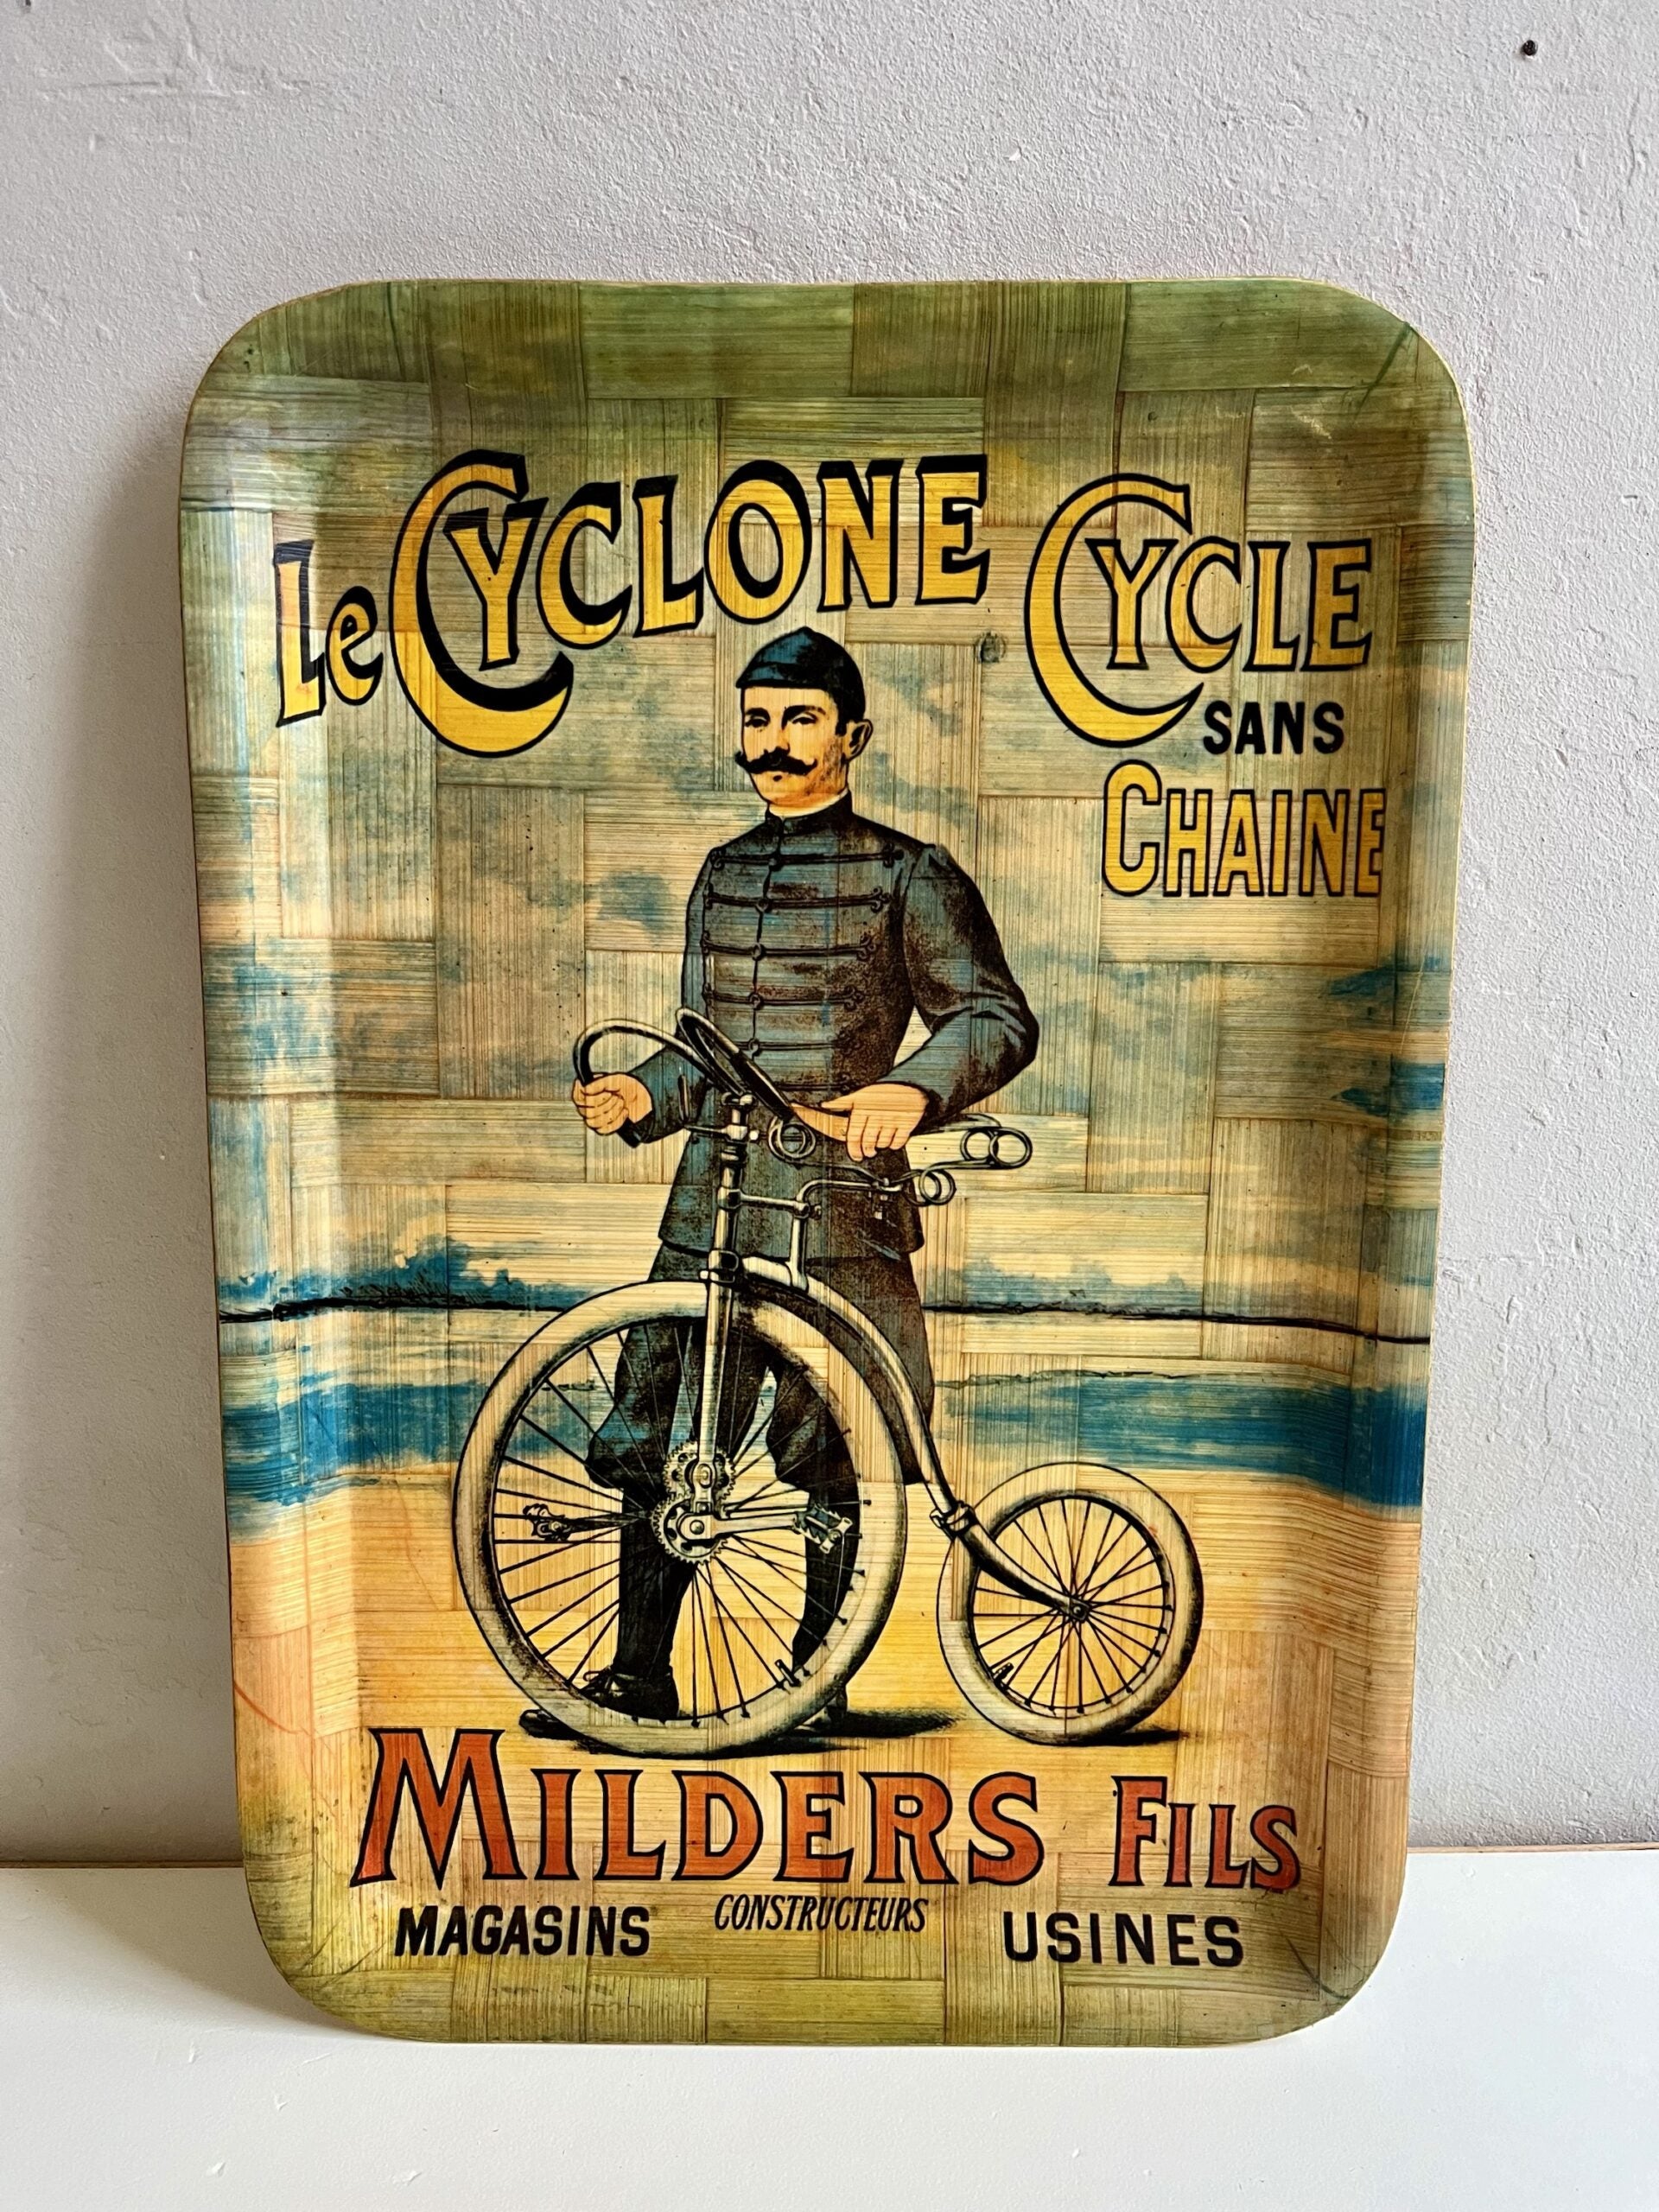 Le CYCLONE CYCLE
SANS
CHAINE
MILDERS FILS
MAGASINS CONSTRUCTEURS USINES